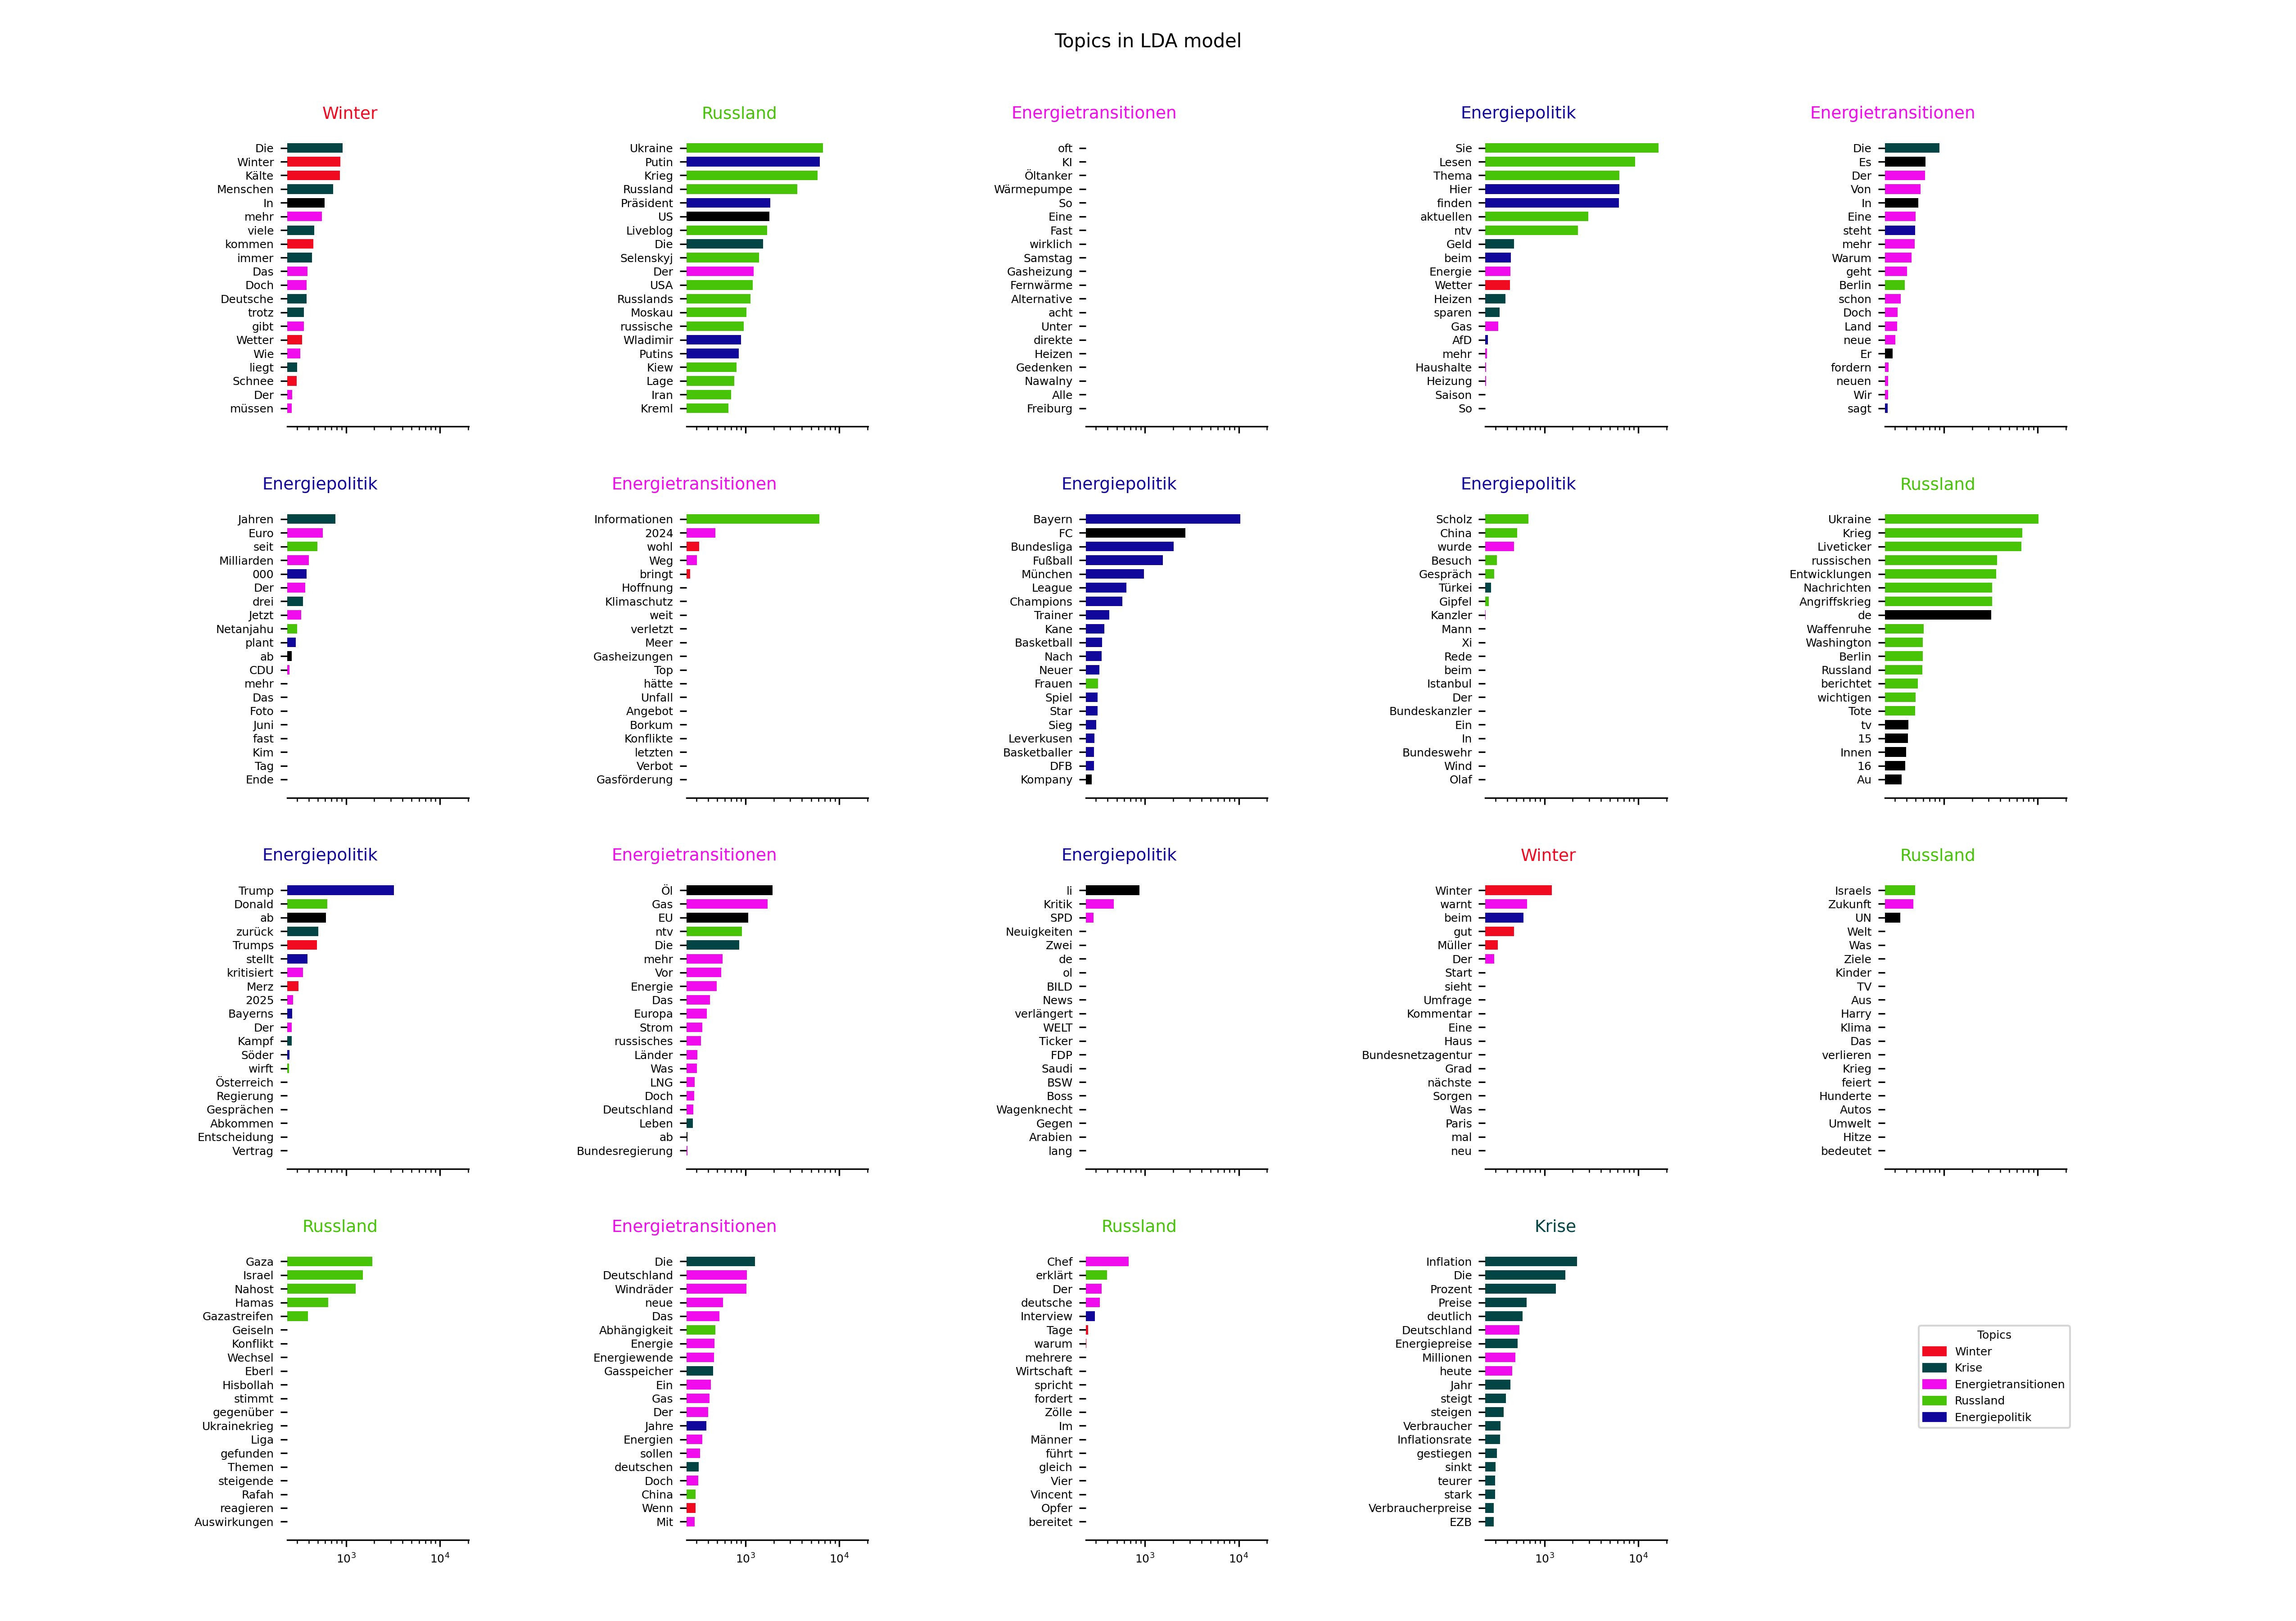 Topics in LDA model
Winter
Die
Winter
Kälte
Menschen
In
mehr
viele
kommen
immer
Das
Doch
Deutsche
trotz
gibt
Wetter
Wie
liegt
Schnee
Der
müssen
Russland
Ukraine
Putin
Krieg
Russland
Präsident
US
Liveblog
Die
Selenskyj
Der
USA
Russlands
Moskau
russische
Wladimir
Putins
Kiew
Lage
Iran
Kreml
Energietransitionen
oft
KI
Öltanker
Wärmepumpe
So
Eine
Fast
wirklich
Samstag
Gasheizung
Fernwärme
Alternative
acht
Unter
direkte
Heizen
Gedenken
Nawalny
Alle
Freiburg
Energiepolitik
Sie
Lesen
Thema
Hier
finden
aktuellen
ntv
Geld
beim
Energie
Wetter
Heizen
sparen
Gas
AfD
mehr
Haushalte
Heizung
Saison
So
Energietransitionen
Die
Es
Der
Von
In
Eine
steht
mehr
Warum
geht
Berlin
schon
Doch
Land
neue
Er
fordern
neuen
Wir
sagt
Energiepolitik
Jahren
Euro
seit
Milliarden
000
Der
drei
Jetzt
Netanjahu
plant
ab
CDU
mehr
Das
Foto
Juni
fast
Kim
Tag
Ende
Energietransitionen
Informationen
2024
wohl
Weg
bringt
Hoffnung
Klimaschutz
weit
verletzt
Meer
Gasheizungen
Top
hätte
Unfall
Angebot
Borkum
Konflikte
letzten
Verbot
Gasförderung
Energiepolitik
Bayern
FC
Bundesliga
Fußball
München
League
Champions
Trainer
Kane
Basketball
Nach
Neuer
Frauen
Spiel
Star
Sieg
Leverkusen
Basketballer
DFB
Kompany
Energiepolitik
Scholz
China
wurde
Besuch
Gespräch
Türkei
Gipfel
Kanzler
Mann
Xi
Rede
beim
Istanbul
Der
Bundeskanzler
Ein
In
Bundeswehr
Wind
Olaf
Russland
Ukraine
Krieg
Liveticker
russischen
Entwicklungen
Nachrichten
Angriffskrieg
de
Waffenruhe
Washington
Berlin
Russland
berichtet
wichtigen
Tote
tv
15
Innen
16
Au
Energiepolitik
Trump
Donald
ab
zurück
Trumps
stellt
kritisiert
Merz
2025
Bayerns
Der
Kampf
Söder
wirft
Österreich
Regierung
Gesprächen
Abkommen
Entscheidung
Vertrag
Energietransitionen
Öl
Gas
EU
ntv
Die
mehr
Vor
Energie
Das
Europa
Strom
russisches
Länder
Was
LNG
Doch
Deutschland
Leben
ab
Bundesregierung
Energiepolitik
li
Kritik
SPD
Neuigkeiten
Zwei
de
ol
BILD
News
verlängert
WELT
Ticker
FDP
Saudi
BSW
Boss
Wagenknecht
Gegen
Arabien
lang
Winter
Winter
warnt
beim
gut
Müller
Der
Start
sieht
Umfrage
Kommentar
Eine
Haus
Bundesnetzagentur
Grad
nächste
Sorgen
Was
Paris
mal
neu
Russland
Israels
Zukunft
UN
Welt
Was
Ziele
Kinder
TV
Aus
Harry
Klima
Das
verlieren
Krieg
feiert
Hunderte
Autos
Umwelt
Hitze
bedeutet
Russland
Gaza
Israel
Nahost
Hamas
Gazastreifen
Geiseln
Konflikt
Wechsel
Eberl
Hisbollah
stimmt
gegenüber
Ukrainekrieg
Liga
gefunden
Themen
steigende
Rafah
reagieren
Auswirkungen
10³ 10⁴
Energietransitionen
Die
Deutschland
Windräder
neue
Das
Abhängigkeit
Energie
Energiewende
Gasspeicher
Ein
Gas
Der
Jahre
Energien
sollen
deutschen
Doch
China
Wenn
Mit
10³ 10⁴
Russland
Chef
erklärt
Der
deutsche
Interview
Tage
warum
mehrere
Wirtschaft
spricht
fordert
Zölle
Im
Männer
führt
gleich
Vier
Vincent
Opfer
bereitet
10³ 10⁴
Krise
Inflation
Die
Prozent
Preise
deutlich
Deutschland
Energiepreise
Millionen
heute
Jahr
steigt
steigen
Verbraucher
Inflationsrate
gestiegen
sinkt
teurer
stark
Verbraucherpreise
EZB
10³ 10⁴
Topics
Winter
Krise
Energietransitionen
Russland
Energiepolitik